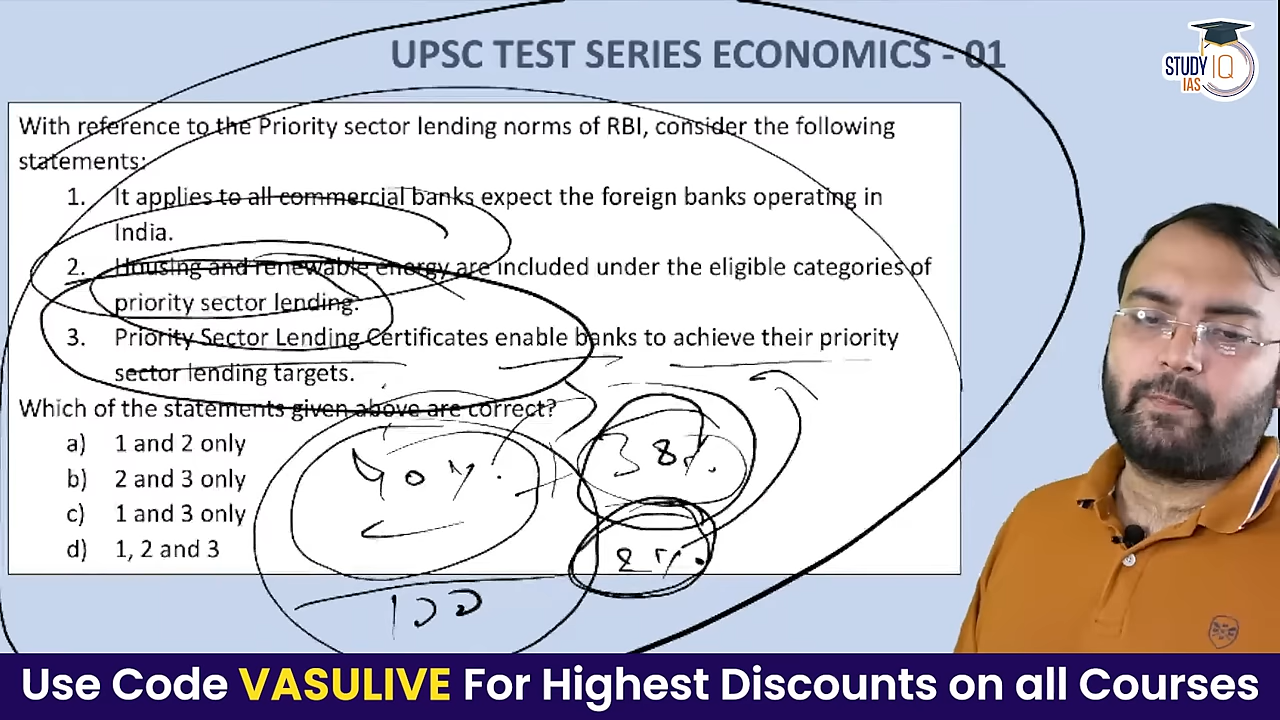 UPSC TEST SERIES ECONOMICS - 01
STUDY IQ
IAS
With reference to the Priority sector lending norms of RBI, consider the following
statements:
1. It applies to all commercial banks expect the foreign banks operating in
India.
2. Housing and renewable energy are included under the eligible categories of
priority sector lending.
3. Priority Sector Lending Certificates enable banks to achieve their priority
sector lending targets.
Which of the statements given above are correct?
a) 1 and 2 only
b) 2 and 3 only
c) 1 and 3 only
d) 1, 2 and 3
40%
38%
2%
100
Use Code VASULIVE For Highest Discounts on all Courses